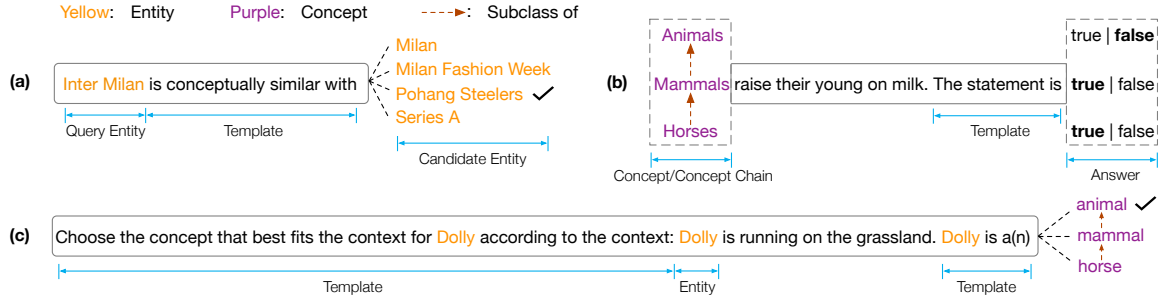 Yellow: Entity Purple: Concept Subclass of
(a)
Inter Milan is conceptually similar with
Milan
Milan Fashion Week
Pohang Steelers
Series A
Query Entity Template
Candidate Entity
(b)
Animals
Mammals
Horses
raise their young on milk. The statement is
true | false
true | false
true | false
Template
Concept/Concept Chain
Answer
(c)
Choose the concept that best fits the context for Dolly according to the context: Dolly is running on the grassland. Dolly is a(n)
animal
mammal
horse
Template Entity Template